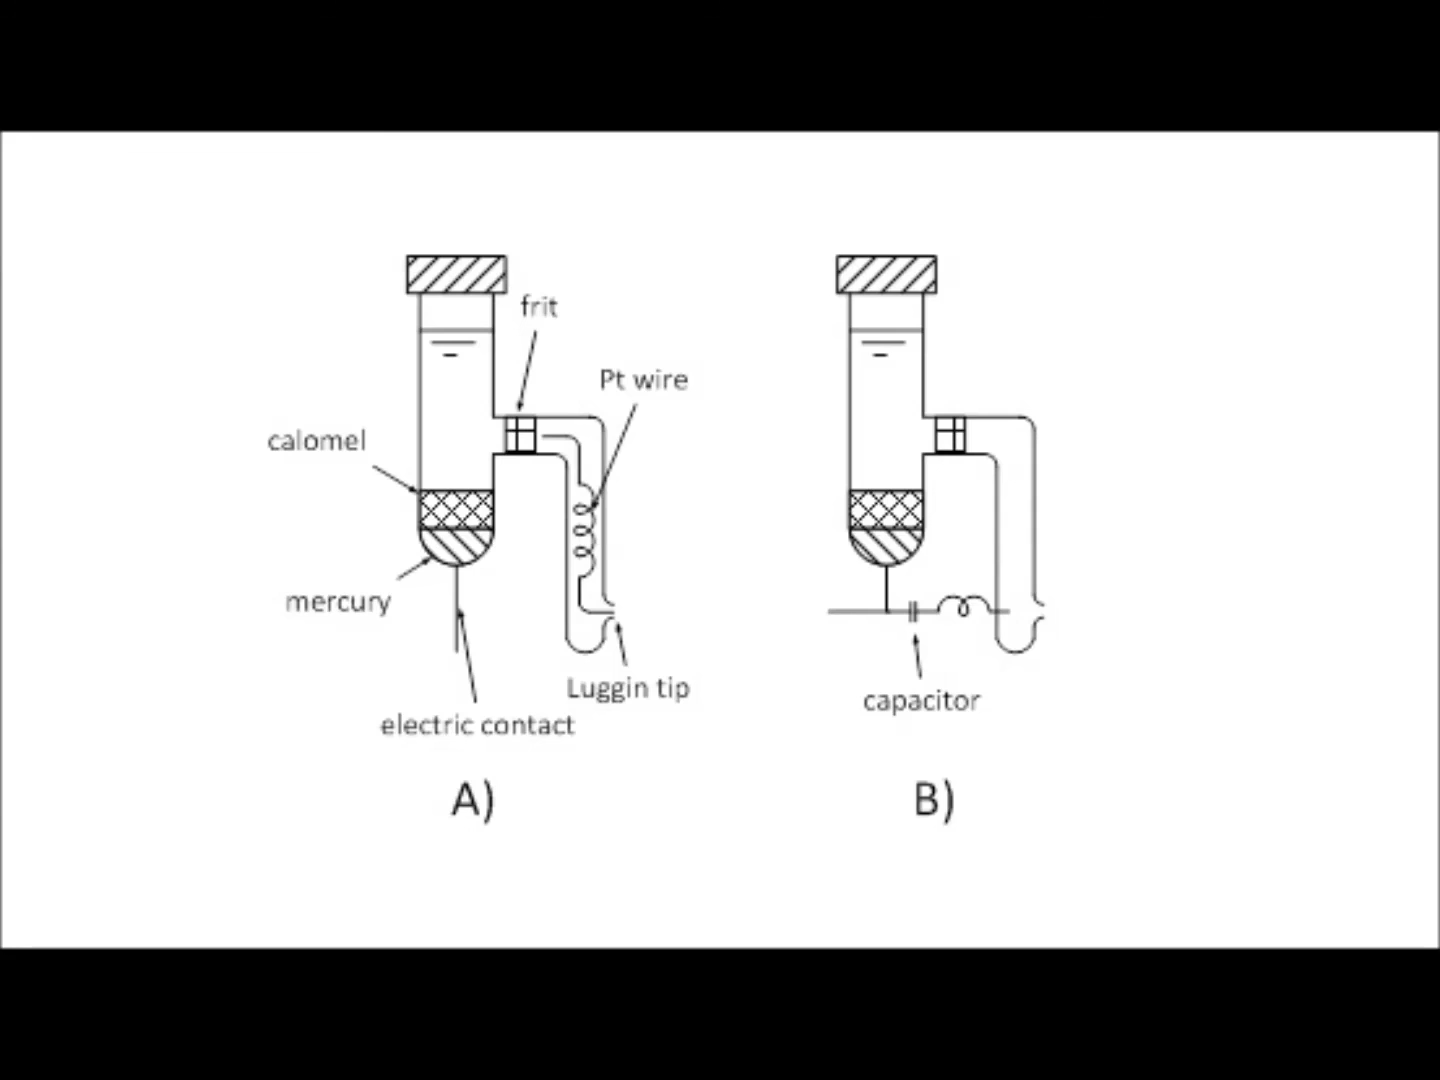 frit
Pt wire
calomel
mercury
Luggin tip
electric contact
capacitor
A)
B)